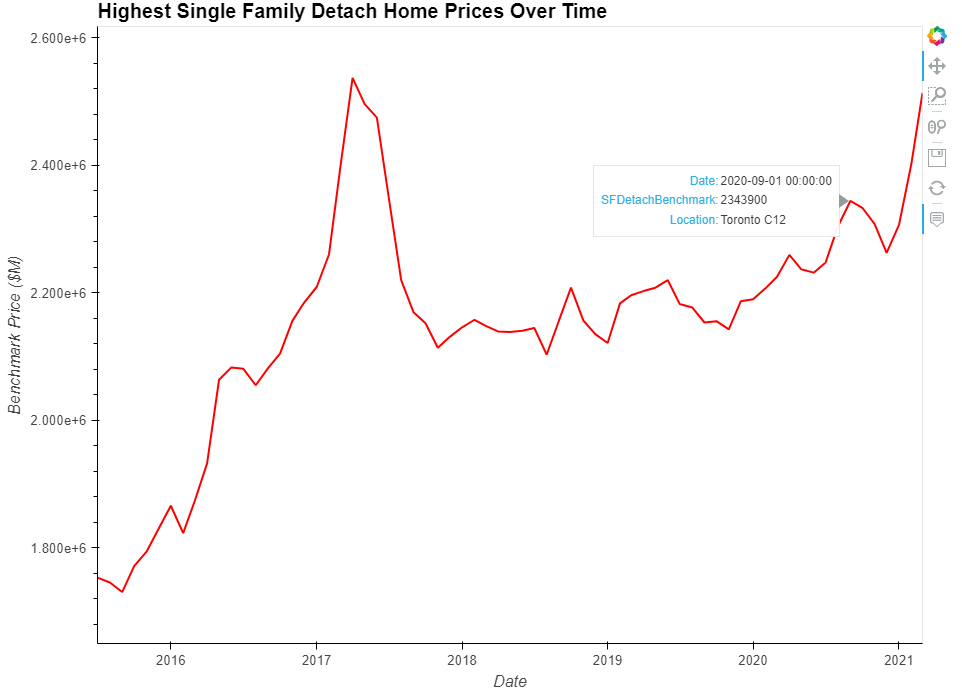 Highest Single Family Detach Home Prices Over Time
2.600e+6
2.400e+6
Date: 2020-09-01 00:00:00
SFDetachBenchmark: 2343900
Location: Toronto C12
2.200e+6
Benchmark Price ($M)
2.000e+6
1.800e+6
2016 2017 2018 2019 2020 2021
Date